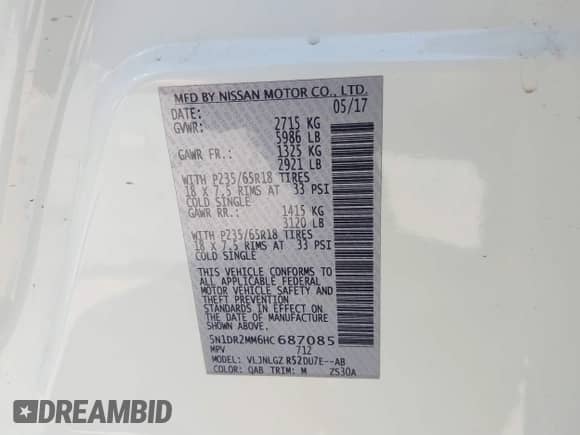 MFD BY NISSAN MOTOR CO., LTD.
DATE: 05/17
GVWR: 2715 KG
5986 LB
GAWR FR.: 1325 KG
2921 LB
WITH P235/65R18 TIRES
18 x 7.5 RIMS AT 33 PSI
COLD SINGLE
GAWR RR.: 1415 KG
3120 LB
WITH P235/65R18 TIRES
18 x 7.5 RIMS AT 33 PSI
COLD SINGLE
THIS VEHICLE CONFORMS TO
ALL APPLICABLE FEDERAL
MOTOR VEHICLE SAFETY AND
THEFT PREVENTION
STANDARDS IN EFFECT ON
THE DATE OF MANUFACTURE
SHOWN ABOVE.
5N1DR2MM6HC687085
MPV 712
MODEL: VLJNLGZ R52DU7E--AB
COLOR: QAB TRIM: M ZS30A
DREAMBID